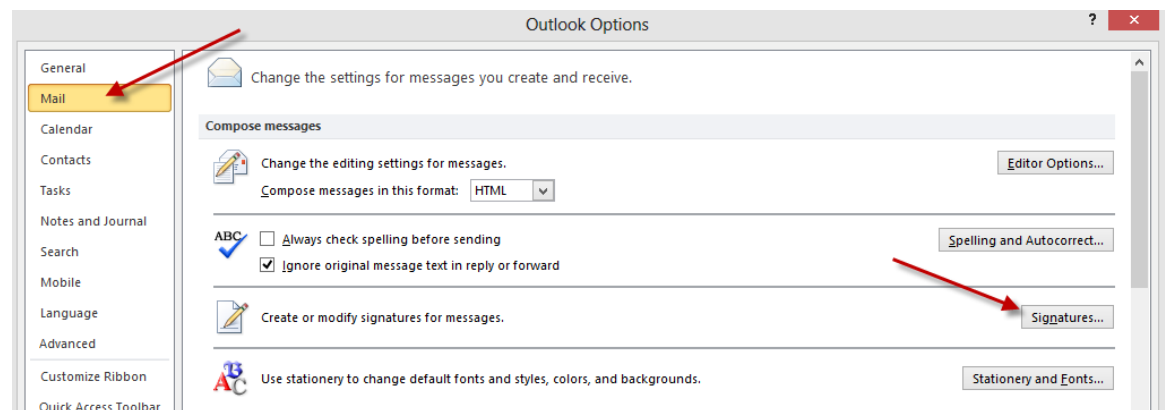 Outlook Options
?
×
General
Mail
Calendar
Contacts
Tasks
Notes and Journal
Search
Mobile
Language
Advanced
Customize Ribbon
Quick Access Toolbar
Change the settings for messages you create and receive.
Compose messages
Change the editing settings for messages.
Editor Options...
Compose messages in this format: HTML
ABC
Always check spelling before sending
Spelling and Autocorrect...
Ignore original message text in reply or forward
Create or modify signatures for messages.
Signatures...
Use stationery to change default fonts and styles, colors, and backgrounds.
Stationery and Fonts...